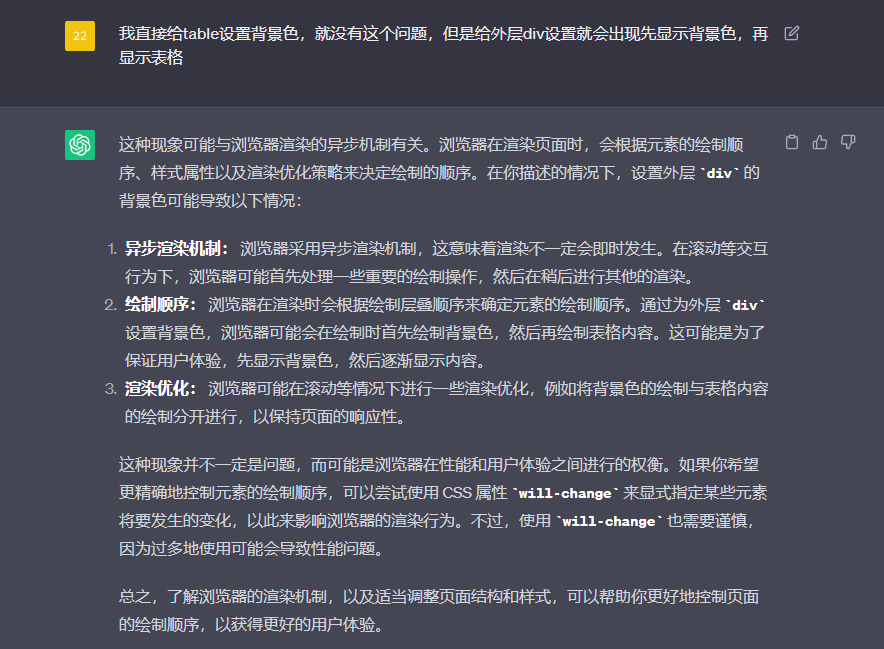 22
我直接给table设置背景色，就没有这个问题，但是给外层div设置就会出现先显示背景色，再
显示表格
这种现象可能与浏览器渲染的异步机制有关。浏览器在渲染页面时，会根据元素的绘制顺
序、样式属性以及渲染优化策略来决定绘制的顺序。在你描述的情况下，设置外层 `div` 的
背景色可能导致以下情况：
1. 异步渲染机制： 浏览器采用异步渲染机制，这意味着渲染不一定会即时发生。在滚动等交互
行为下，浏览器可能首先处理一些重要的绘制操作，然后在稍后进行其他的渲染。
2. 绘制顺序： 浏览器在渲染时会根据绘制层叠顺序来确定元素的绘制顺序。通过为外层 `div`
设置背景色，浏览器可能会在绘制时首先绘制背景色，然后再绘制表格内容。这可能是为了
保证用户体验，先显示背景色，然后逐渐显示内容。
3. 渲染优化： 浏览器可能在滚动等情况下进行一些渲染优化，例如将背景色的绘制与表格内容
的绘制分开进行，以保持页面的响应性。
这种现象并不一定是问题，而可能是浏览器在性能和用户体验之间进行的权衡。如果你希望
更精确地控制元素的绘制顺序，可以尝试使用 CSS 属性 `will-change` 来显式指定某些元素
将要发生的变化，以此来影响浏览器的渲染行为。不过，使用 `will-change` 也需要谨慎，
因为过多地使用可能会导致性能问题。
总之，了解浏览器的渲染机制，以及适当调整页面结构和样式，可以帮助你更好地控制页面
的绘制顺序，以获得更好的用户体验。